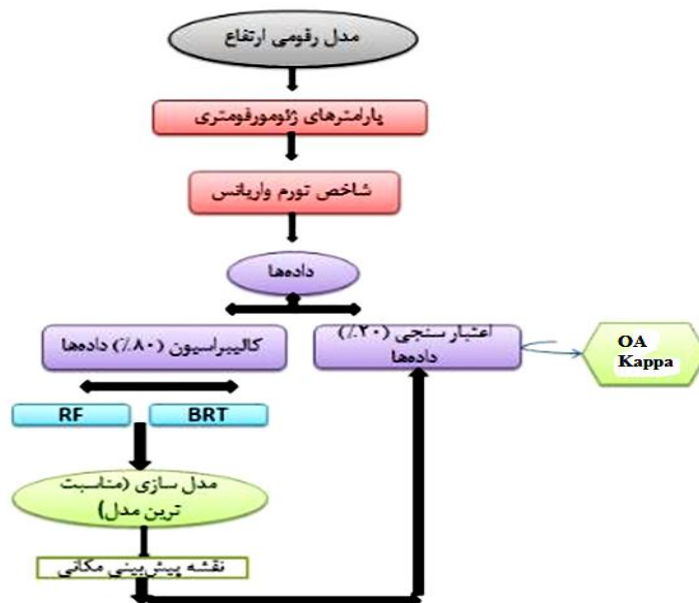 مدل رقومی ارتفاع
پارامترهای ژئومورفومتری
شاخص تورم واریانس
داده‌ها
کالیبراسیون (۸۰٪) داده‌ها
اعتبار سنجی (۲۰٪)
داده‌ها
OA
Kappa
RF
BRT
مدل سازی (مناسبت
ترین مدل)
نقشه پیش‌بینی مکانی